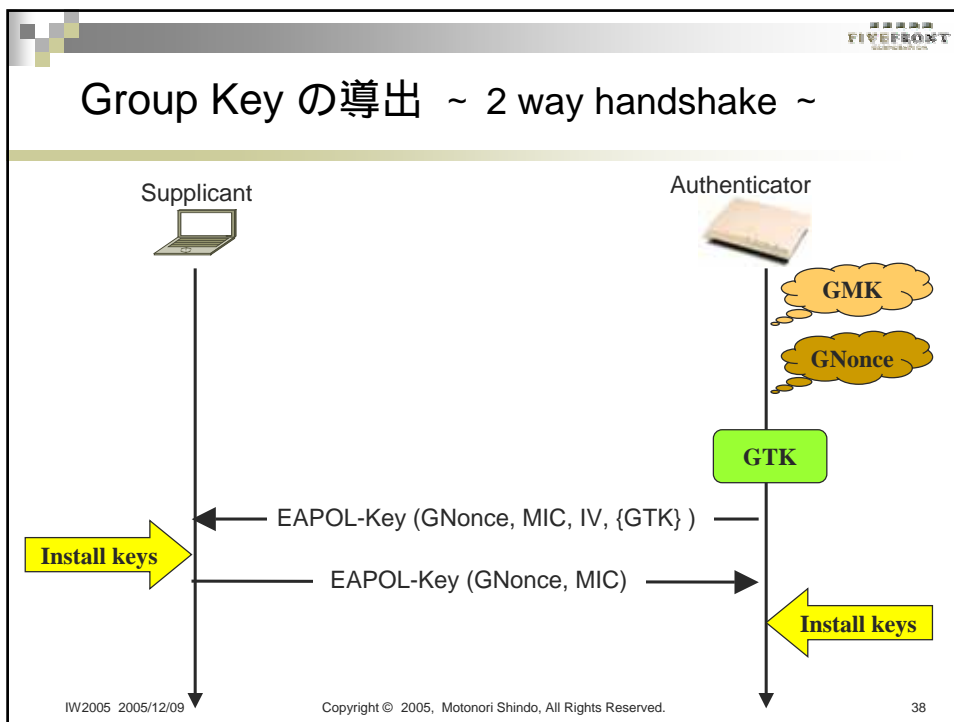 FIVEFRONT
Group Key の導出 ~ 2 way handshake ~
Supplicant
Authenticator
GMK
GNonce
GTK
EAPOL-Key (GNonce, MIC, IV, {GTK} )
Install keys
EAPOL-Key (GNonce, MIC)
Install keys
IW2005 2005/12/09
Copyright © 2005, Motonori Shindo, All Rights Reserved.
38